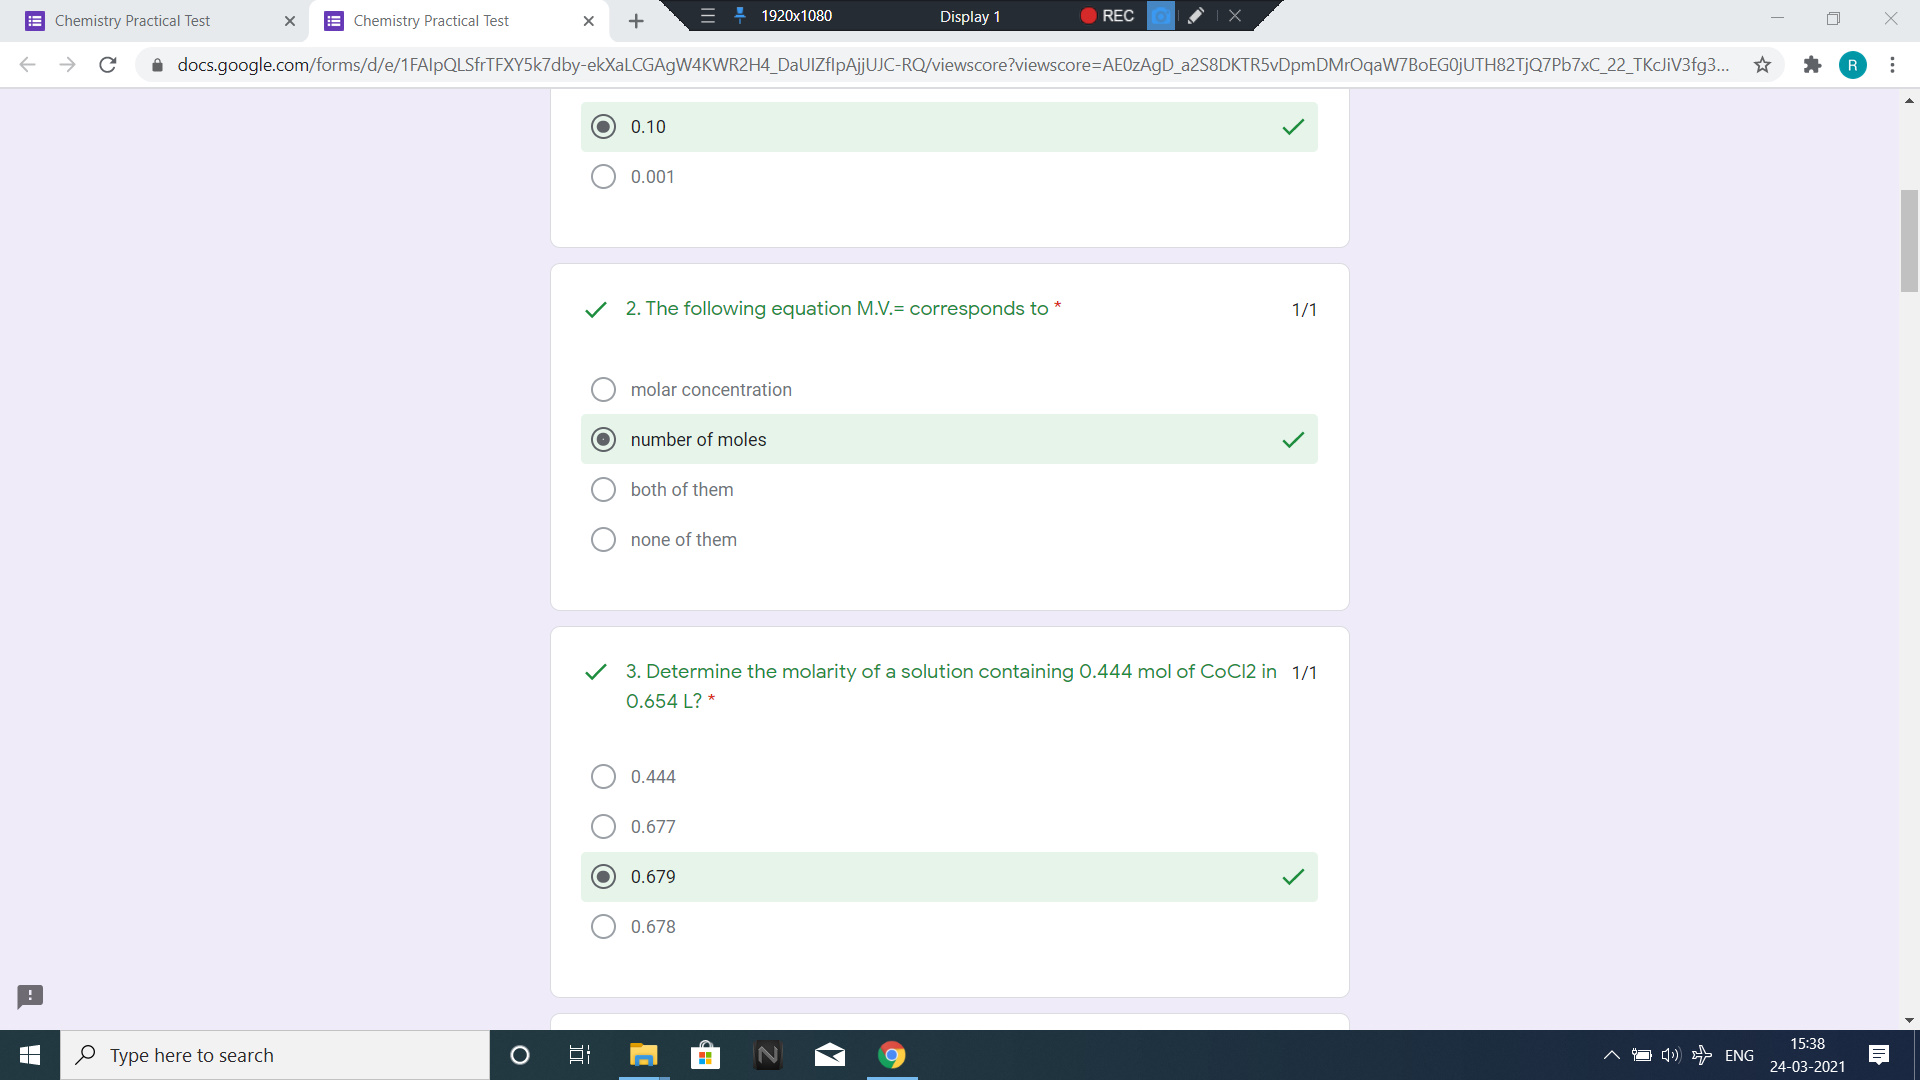 Chemistry Practical Test
Chemistry Practical Test
1920x1080
Display 1
REC
docs.google.com/forms/d/e/1FAIpQLSfrTFXY5k7dby-ekXaLCGAgW4KWR2H4_DaUIZfIpAjjUJC-RQ/viewscore?viewscore=AE0zAgD_a2S8DKTR5vDpmDMrOqaW7BoEG0jUTH82TjQ7Pb7xC_22_TKcJiV3fg3...
R
0.10
0.001
2. The following equation M.V.= corresponds to *
1/1
molar concentration
number of moles
both of them
none of them
3. Determine the molarity of a solution containing 0.444 mol of CoCl2 in
1/1
0.654 L? *
0.444
0.677
0.679
0.678
Type here to search
N
ENG
15:38
24-03-2021